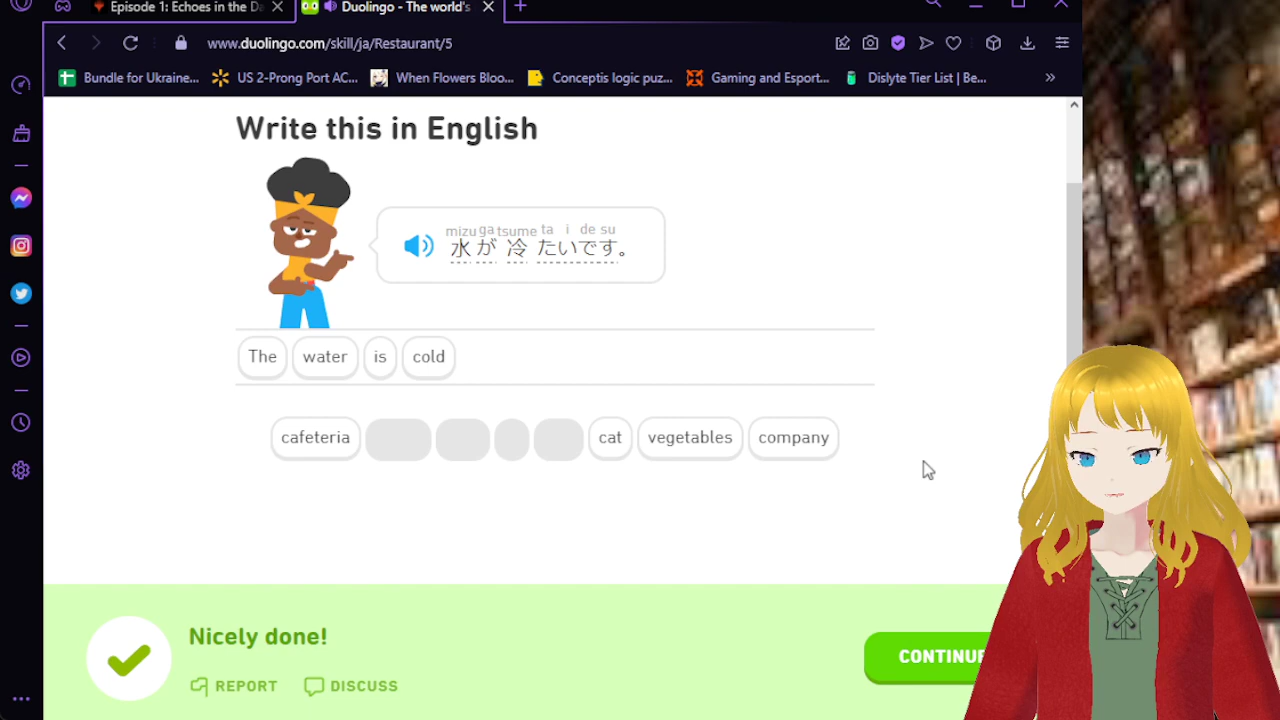 Episode 1: Echoes in the Da
Duolingo - The world's
www.duolingo.com/skill/ja/Restaurant/5
Bundle for Ukraine... US 2-Prong Port AC... When Flowers Bloo... Conceptis logic puz... Gaming and Esport... Dislyte Tier List | Be...
Write this in English
mizu ga tsume ta i de su
水が冷たいです。
The water is cold
cafeteria cat vegetables company
Nicely done!
REPORT DISCUSS
CONTINUE